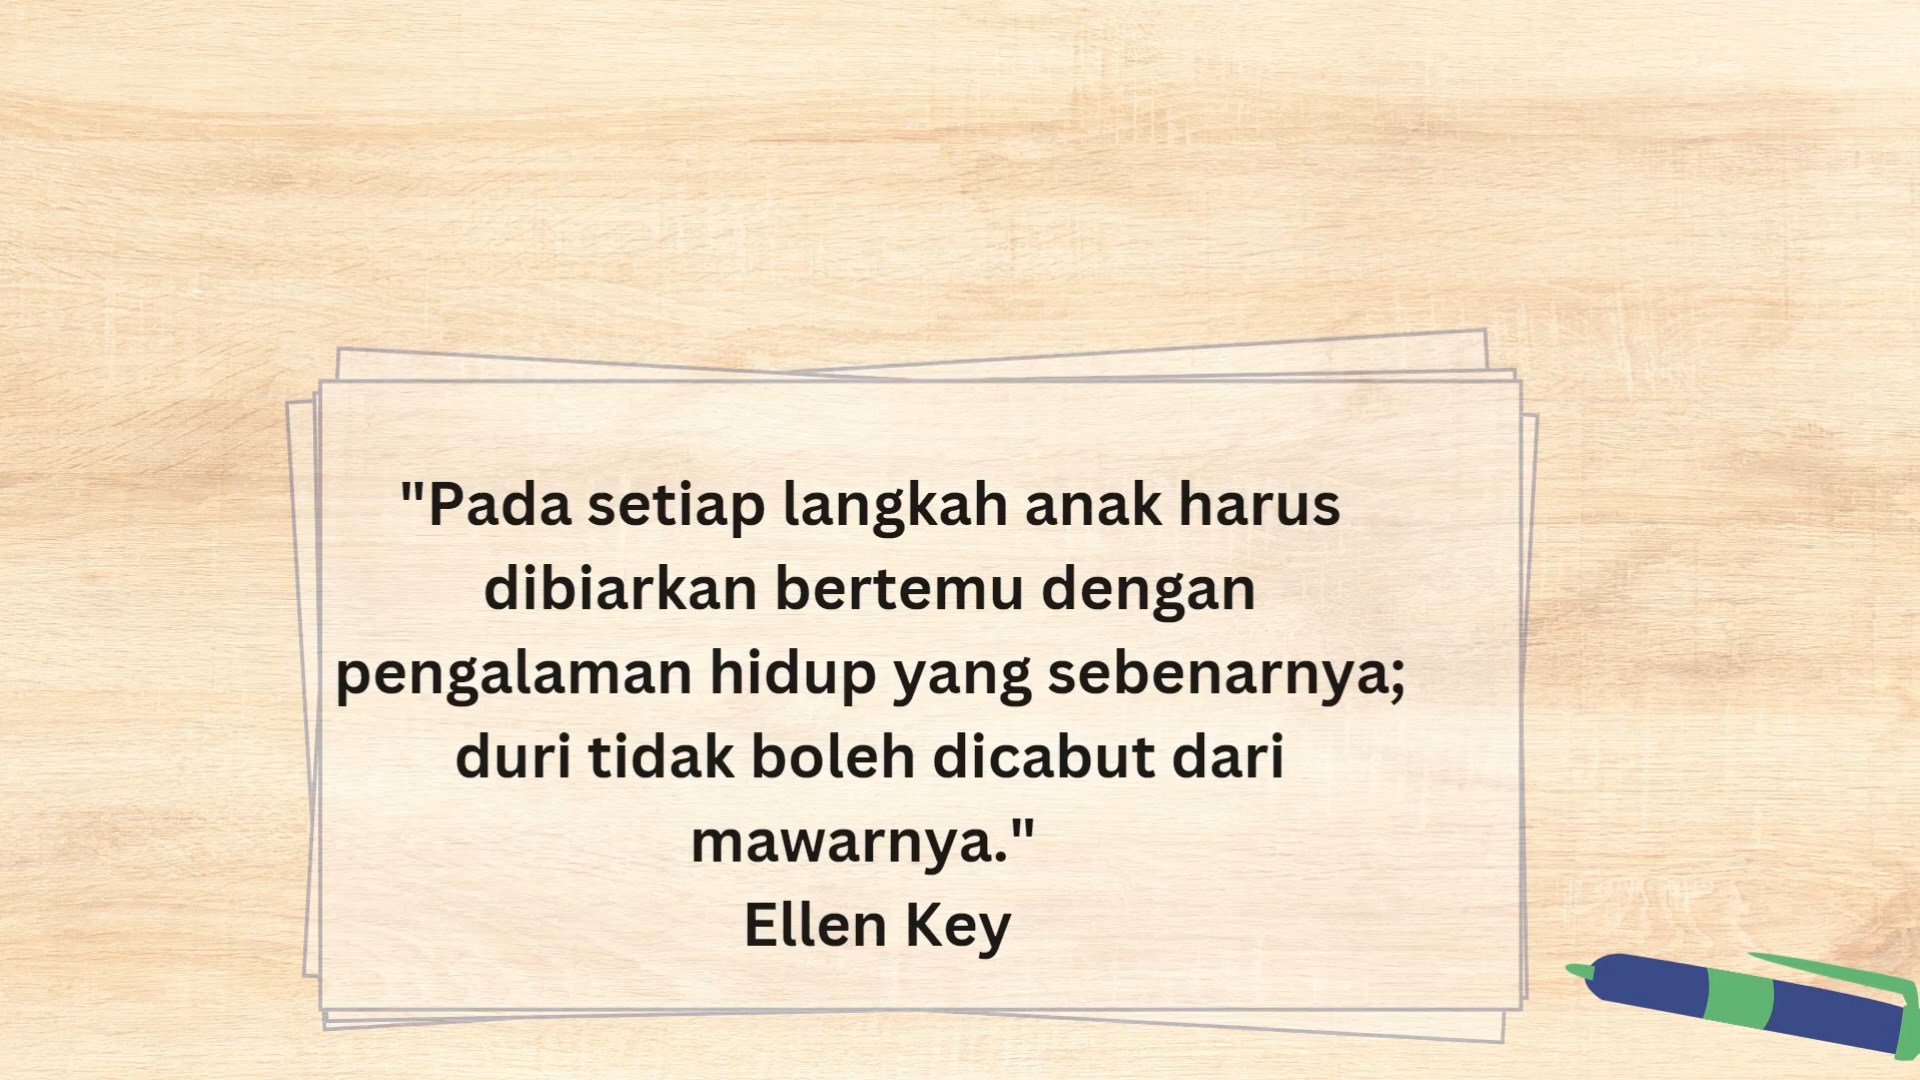 "Pada setiap langkah anak harus
dibiarkan bertemu dengan
pengalaman hidup yang sebenarnya;
duri tidak boleh dicabut dari
mawarnya."
Ellen Key